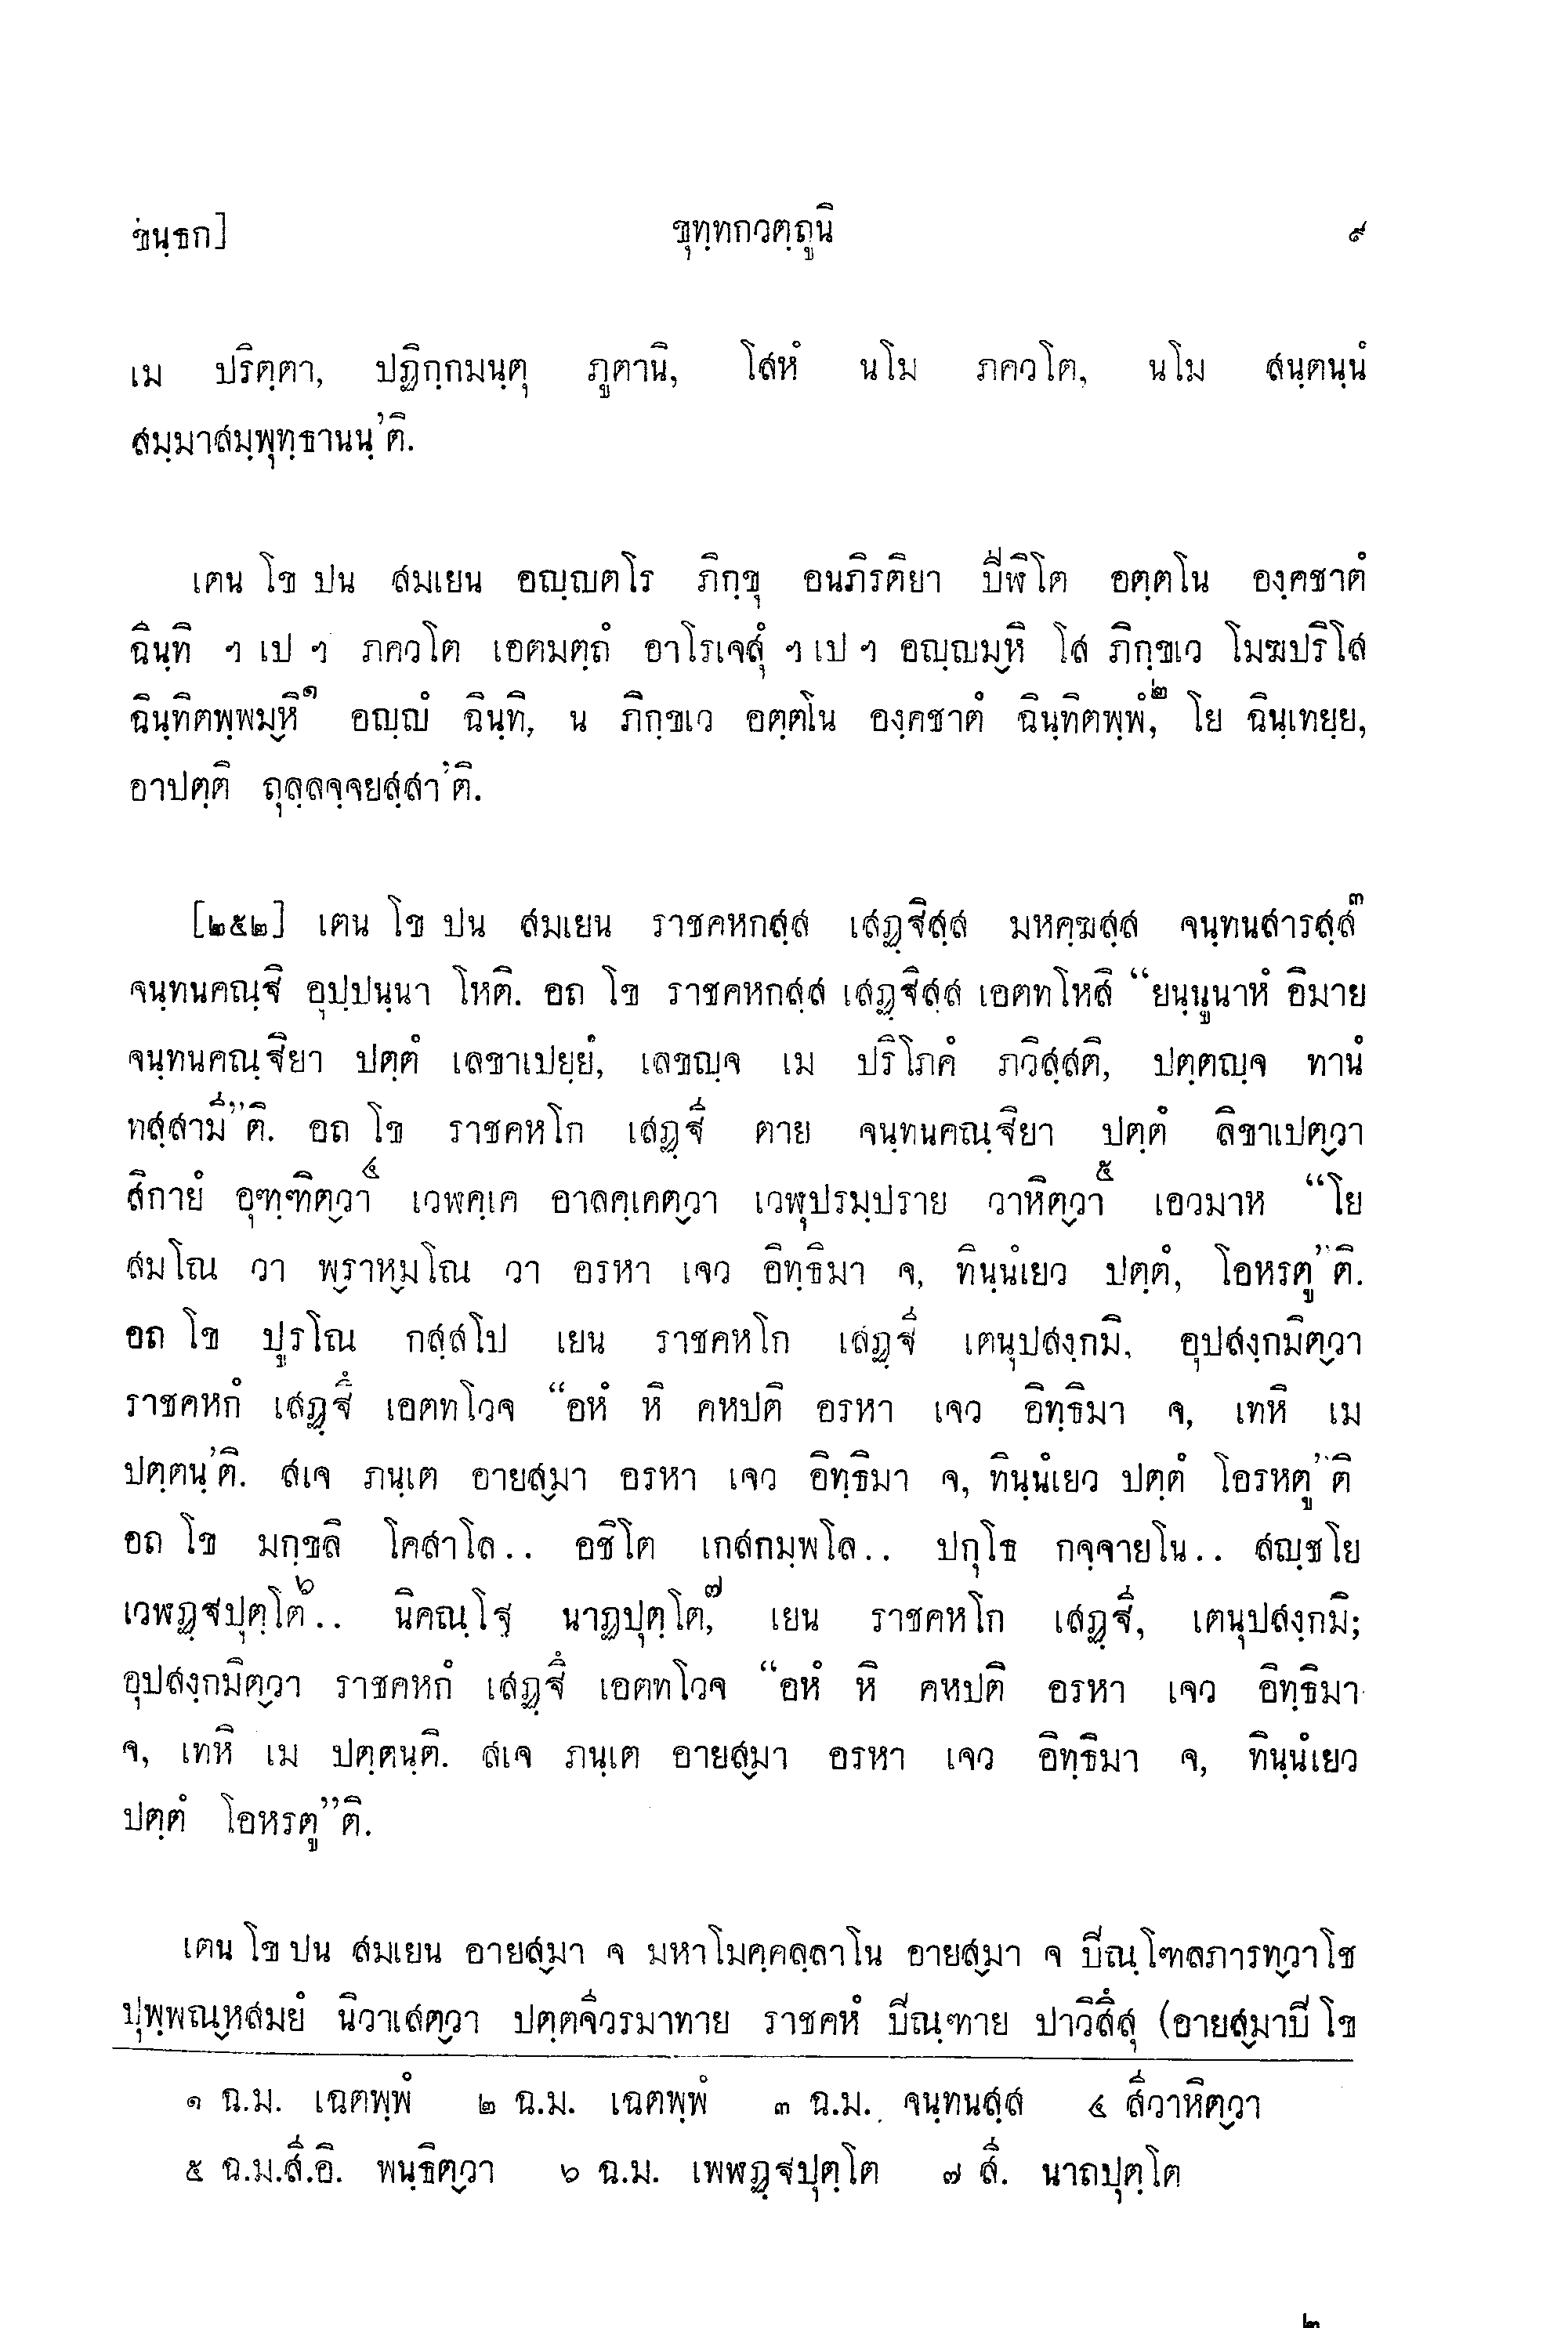 ขนฺธก]
ขุทฺทกวตฺถูนิ
๙
เม ปริตฺตา, ปฏิกฺกมนฺตุ ภูตานิ, โสหํ นโม ภควโต, นโม สนฺตนฺนํ
สมฺมาสมฺพุทฺธานนฺ’ติ.
เตน โข ปน สมเยน อญฺญตโร ภิกฺขุ อนภิรติยา ปีฬิโต อตฺตโน องฺคชาตํ
ฉินฺทิ ฯ เป ฯ ภควโต เอตมตฺถํ อาโรเจสุํ ฯ เป ฯ อญฺญมฺหิ โส ภิกฺขเว โมฆปริโส
ฉินฺทิตพฺพมฺหิ๑ อญฺญํ ฉินฺทิ, น ภิกฺขเว อตฺตโน องฺคชาตํ ฉินฺทิตพฺพํ,๒ โย ฉินฺเทยฺย,
อาปตฺติ ถุลฺลจฺจยสฺสา’ติ.
[๒๕๒] เตน โข ปน สมเยน ราชคหกสฺส เสฏฺฐิสฺส มหคฺฆสฺส จนฺทนสารสฺส๓
จนฺทนคณฺฐิ อุปฺปนฺนา โหติ. อถ โข ราชคหกสฺส เสฏฺฐิสฺส เอตทโหสิ “ยนฺนูนาหํ อิมาย
จนฺทนคณฺฐิยา ปตฺตํ เลขาเปยฺยํ, เลขญฺจ เม ปริโภคํ ภวิสฺสติ, ปตฺตญฺจ ทานํ
ทสฺสามี”ติ. อถ โข ราชคหโก เสฏฺฐี ตาย จนฺทนคณฺฐิยา ปตฺตํ ลิขาเปตฺวา
สิกายํ อุฑฺฑิตฺวา๔ เวฬคฺเค อาลคฺเคตฺวา เวฬุปรมฺปราย วาหิตฺวา๕ เอวมาห “โย
สมโณ วา พฺราหฺมโณ วา อรหา เจว อิทฺธิมา จ, ทินฺนํเยว ปตฺตํ, โอหรตู”ติ.
อถ โข ปูรโณ กสฺสโป เยน ราชคหโก เสฏฺฐี เตนุปสงฺกมิ, อุปสงฺกมิตฺวา
ราชคหกํ เสฏฺฐึ เอตทโวจ “อหํ หิ คหปติ อรหา เจว อิทฺธิมา จ, เทหิ เม
ปตฺตนฺ’ติ. สเจ ภนฺเต อายสฺมา อรหา เจว อิทฺธิมา จ, ทินฺนํเยว ปตฺตํ โอรหตู”ติ
อถ โข มกฺขลิ โคสาโล.. อชิโต เกสกมฺพโล.. ปกุโธ กจฺจายโน.. สญฺชโย
เวฬฏฺฐปุตฺโต๖.. นิคณฺโฐ นาฏปุตฺโต,๗ เยน ราชคหโก เสฏฺฐี, เตนุปสงฺกมิ;
อุปสงฺกมิตฺวา ราชคหกํ เสฏฺฐึ เอตทโวจ “อหํ หิ คหปติ อรหา เจว อิทฺธิมา
จ, เทหิ เม ปตฺตนฺติ. สเจ ภนฺเต อายสฺมา อรหา เจว อิทฺธิมา จ, ทินฺนํเยว
ปตฺตํ โอหรตู”ติ.
เตน โข ปน สมเยน อายสฺมา จ มหาโมคฺคลฺลาโน อายสฺมา จ ปิณฺโฑลภารทฺวาโช
ปุพฺพณฺหสมยํ นิวาเสตฺวา ปตฺตจีวรมาทาย ราชคหํ ปิณฺฑาย ปาวิสึสุ (อายสฺมาปิ โข
๑ ฉ.ม. เฉตพฺพํ ๒ ฉ.ม. เฉตพฺพํ ๓ ฉ.ม. จนฺทนสฺส ๔ สีวาหิตฺวา
๕ ฉ.ม.สี.อิ. พนฺธิตฺวา ๖ ฉ.ม. เพฬฏฺฐปุตฺโต ๗ สี. นาถปุตฺโต
๒